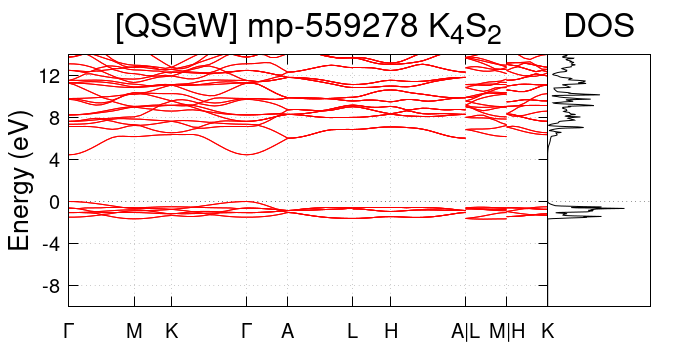 [QSGW] mp-559278 K₄S₂ DOS
Energy (eV)
12
8
4
0
-4
-8
Γ M K Γ A L H A|L M|H K